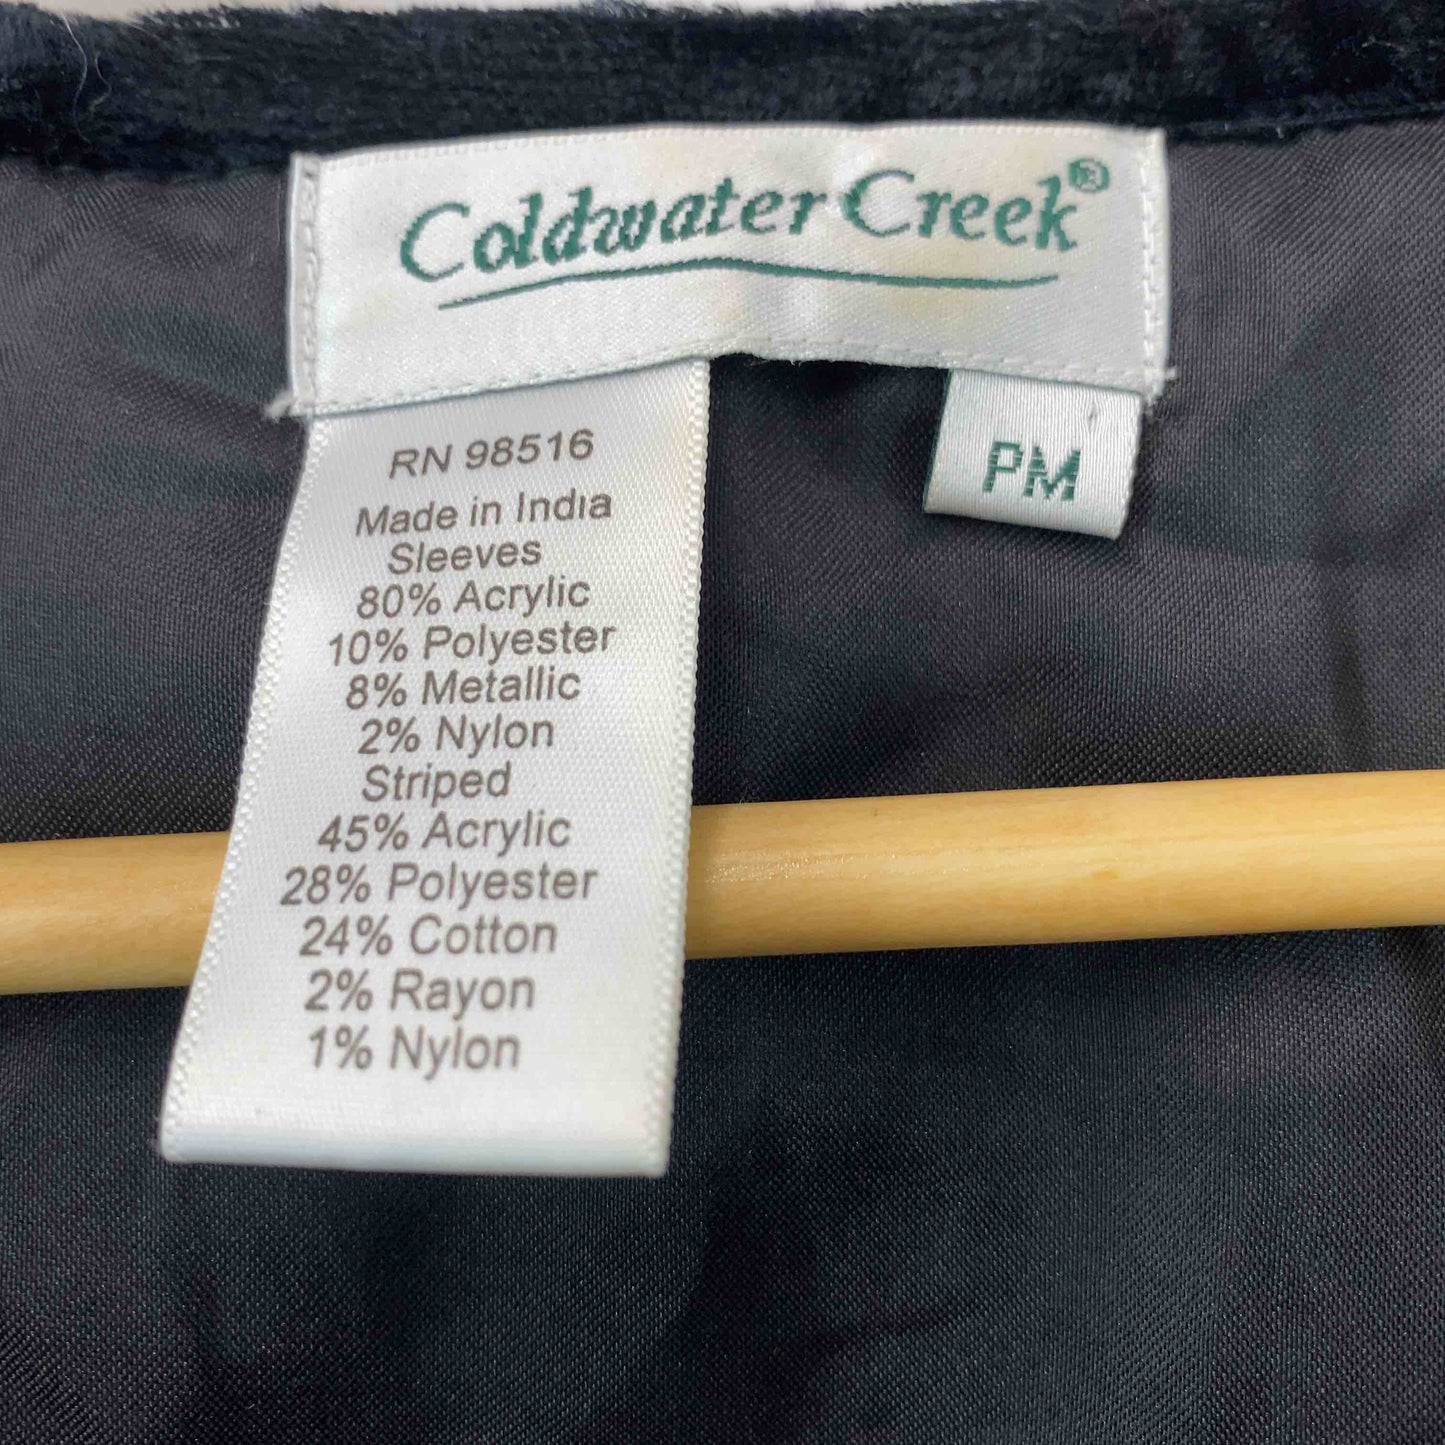 Coldwater Creek®
PM
RN 98516
Made in India
Sleeves
80% Acrylic
10% Polyester
8% Metallic
2% Nylon
Striped
45% Acrylic
28% Polyester
24% Cotton
2% Rayon
1% Nylon